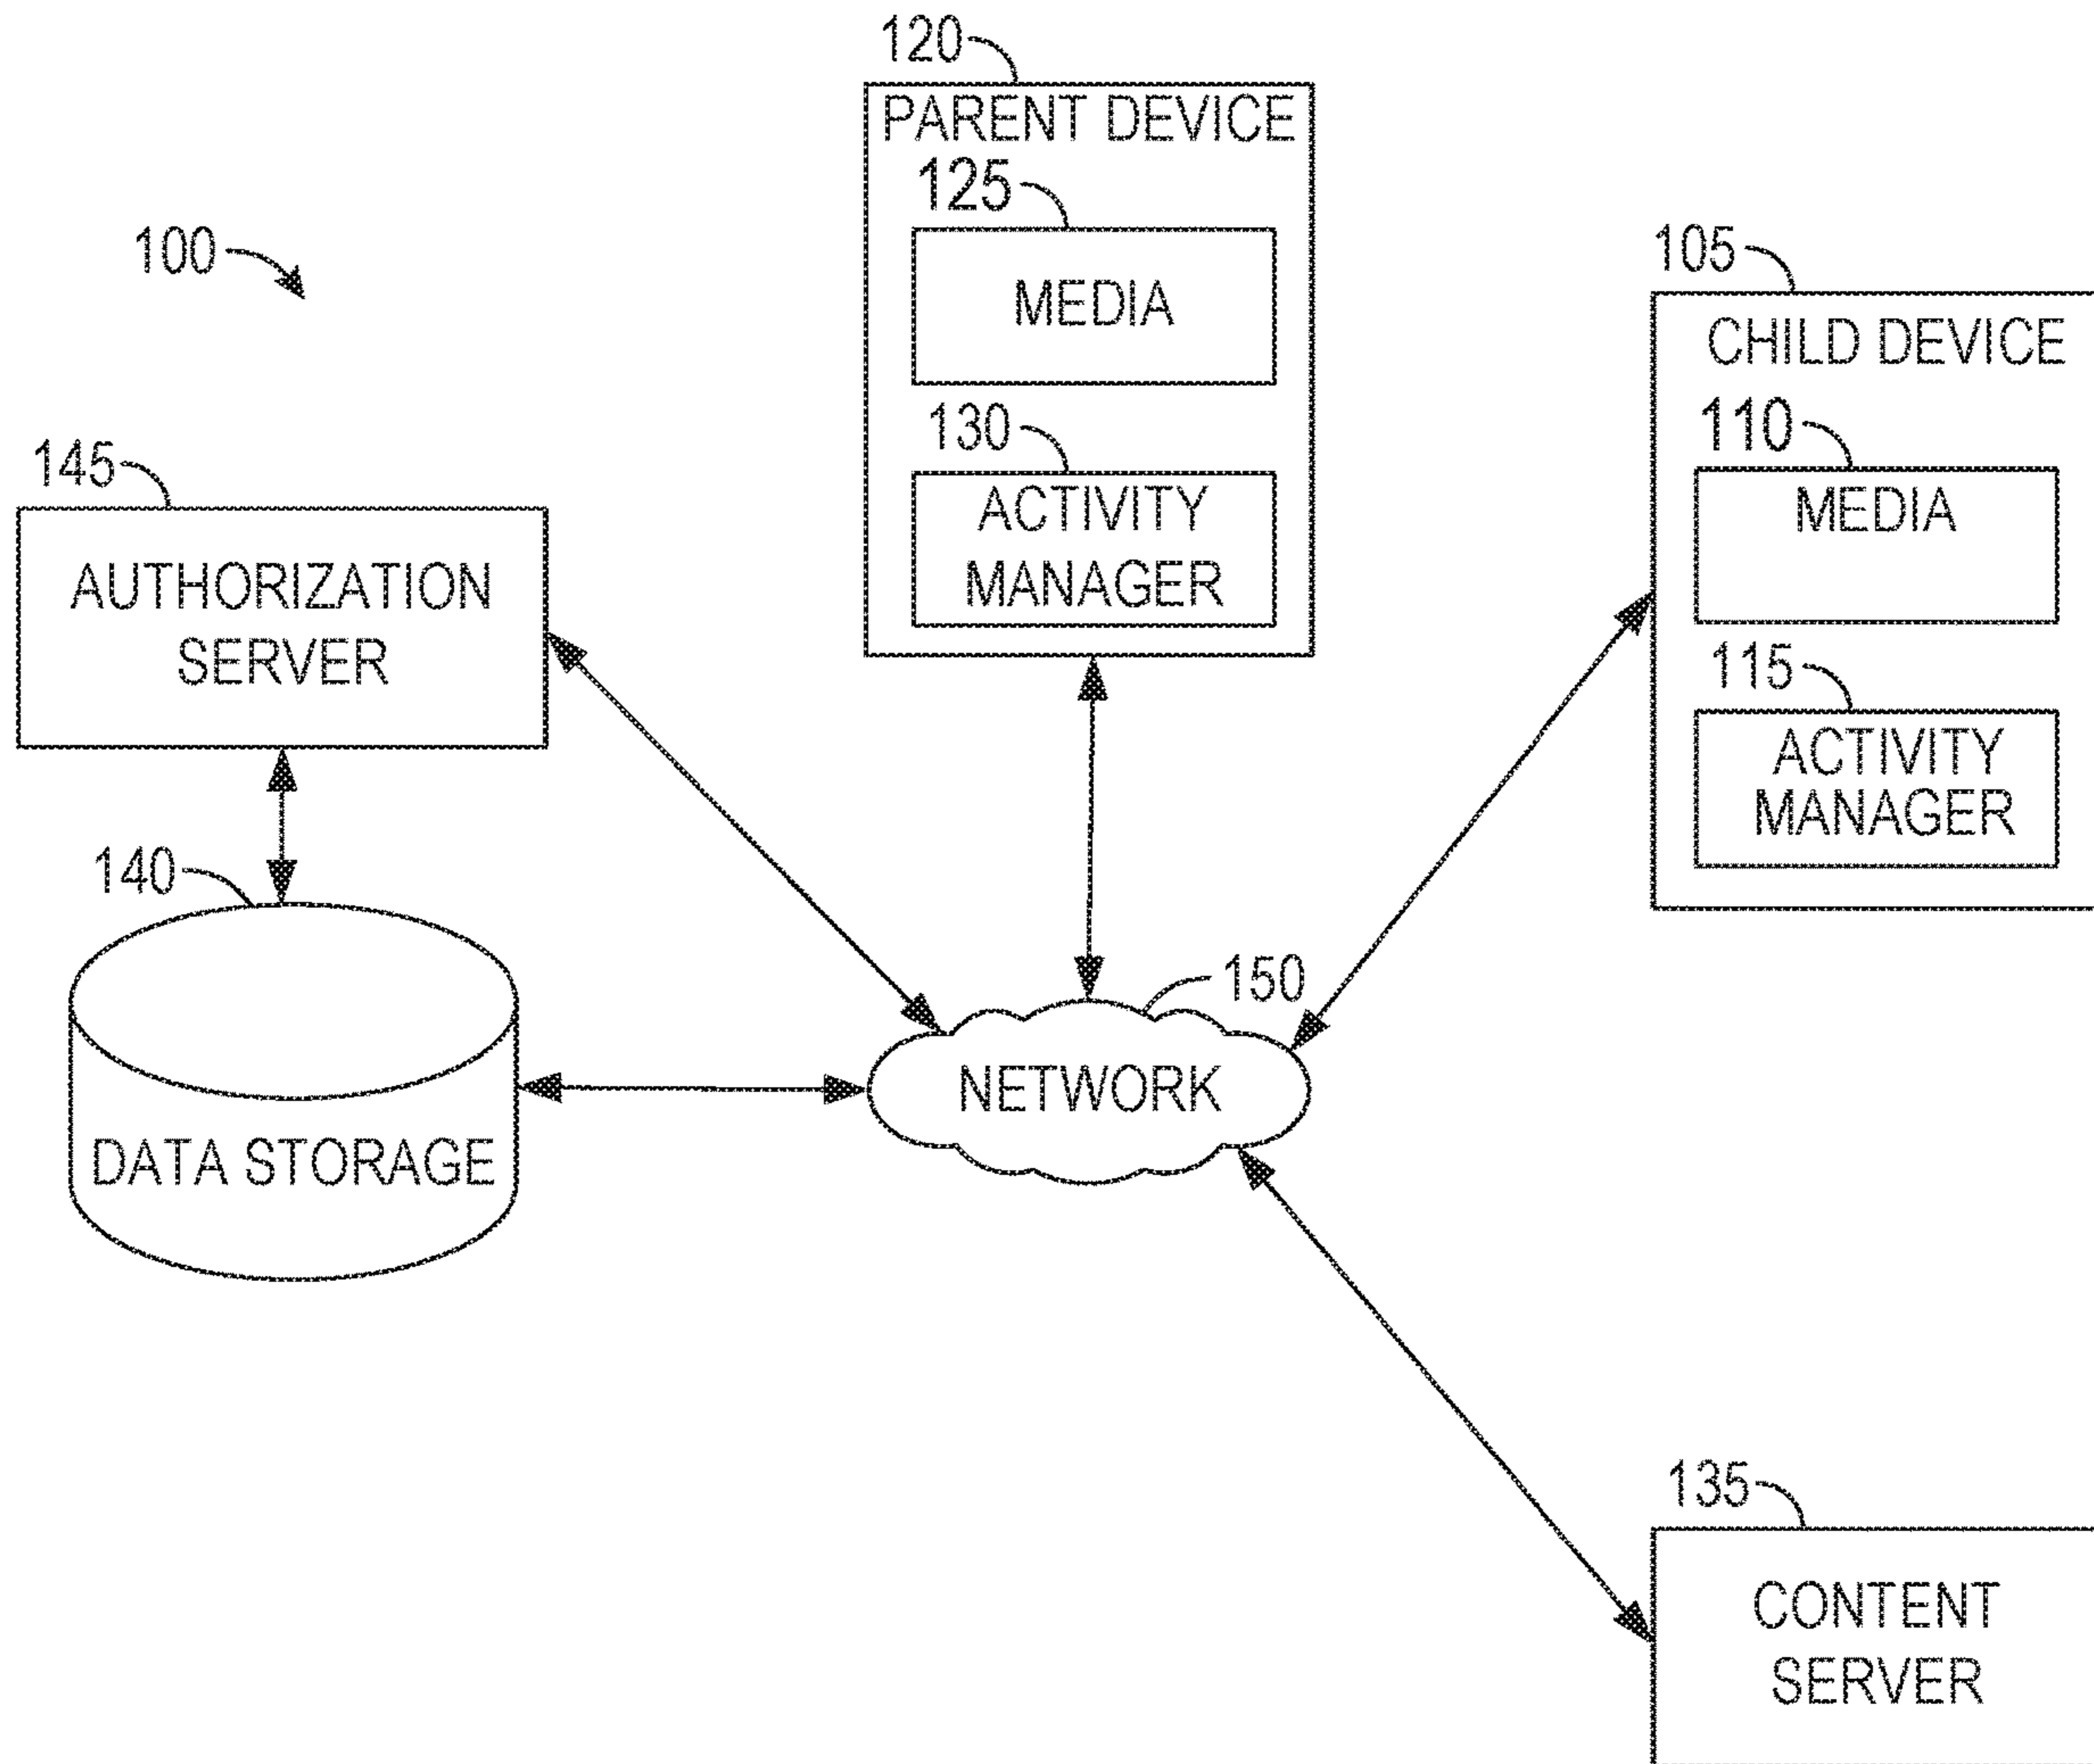 120
PARENT DEVICE
125
MEDIA
130
ACTIVITY
MANAGER
100
105
CHILD DEVICE
110
MEDIA
115
ACTIVITY
MANAGER
145
AUTHORIZATION
SERVER
140
DATA STORAGE
150
NETWORK
135
CONTENT
SERVER